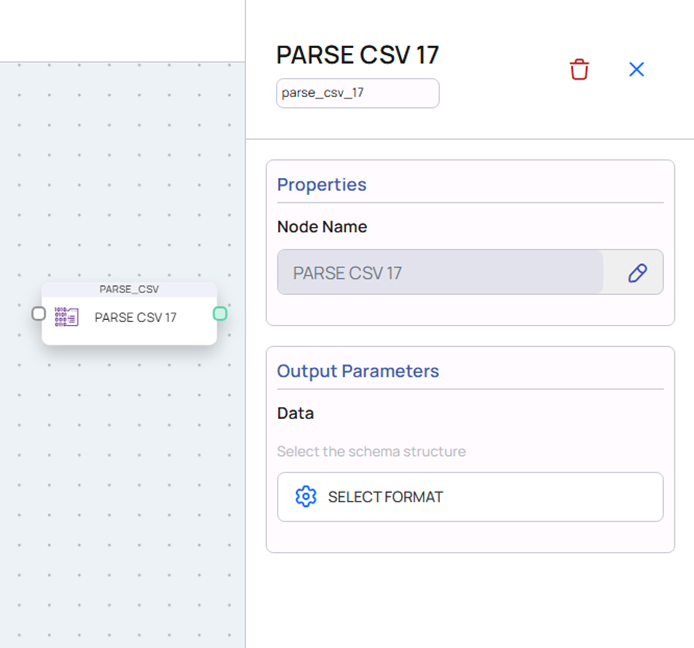 PARSE CSV 17
parse_csv_17
Properties
Node Name
PARSE CSV 17
PARSE_CSV
PARSE CSV 17
Output Parameters
Data
Select the schema structure
SELECT FORMAT